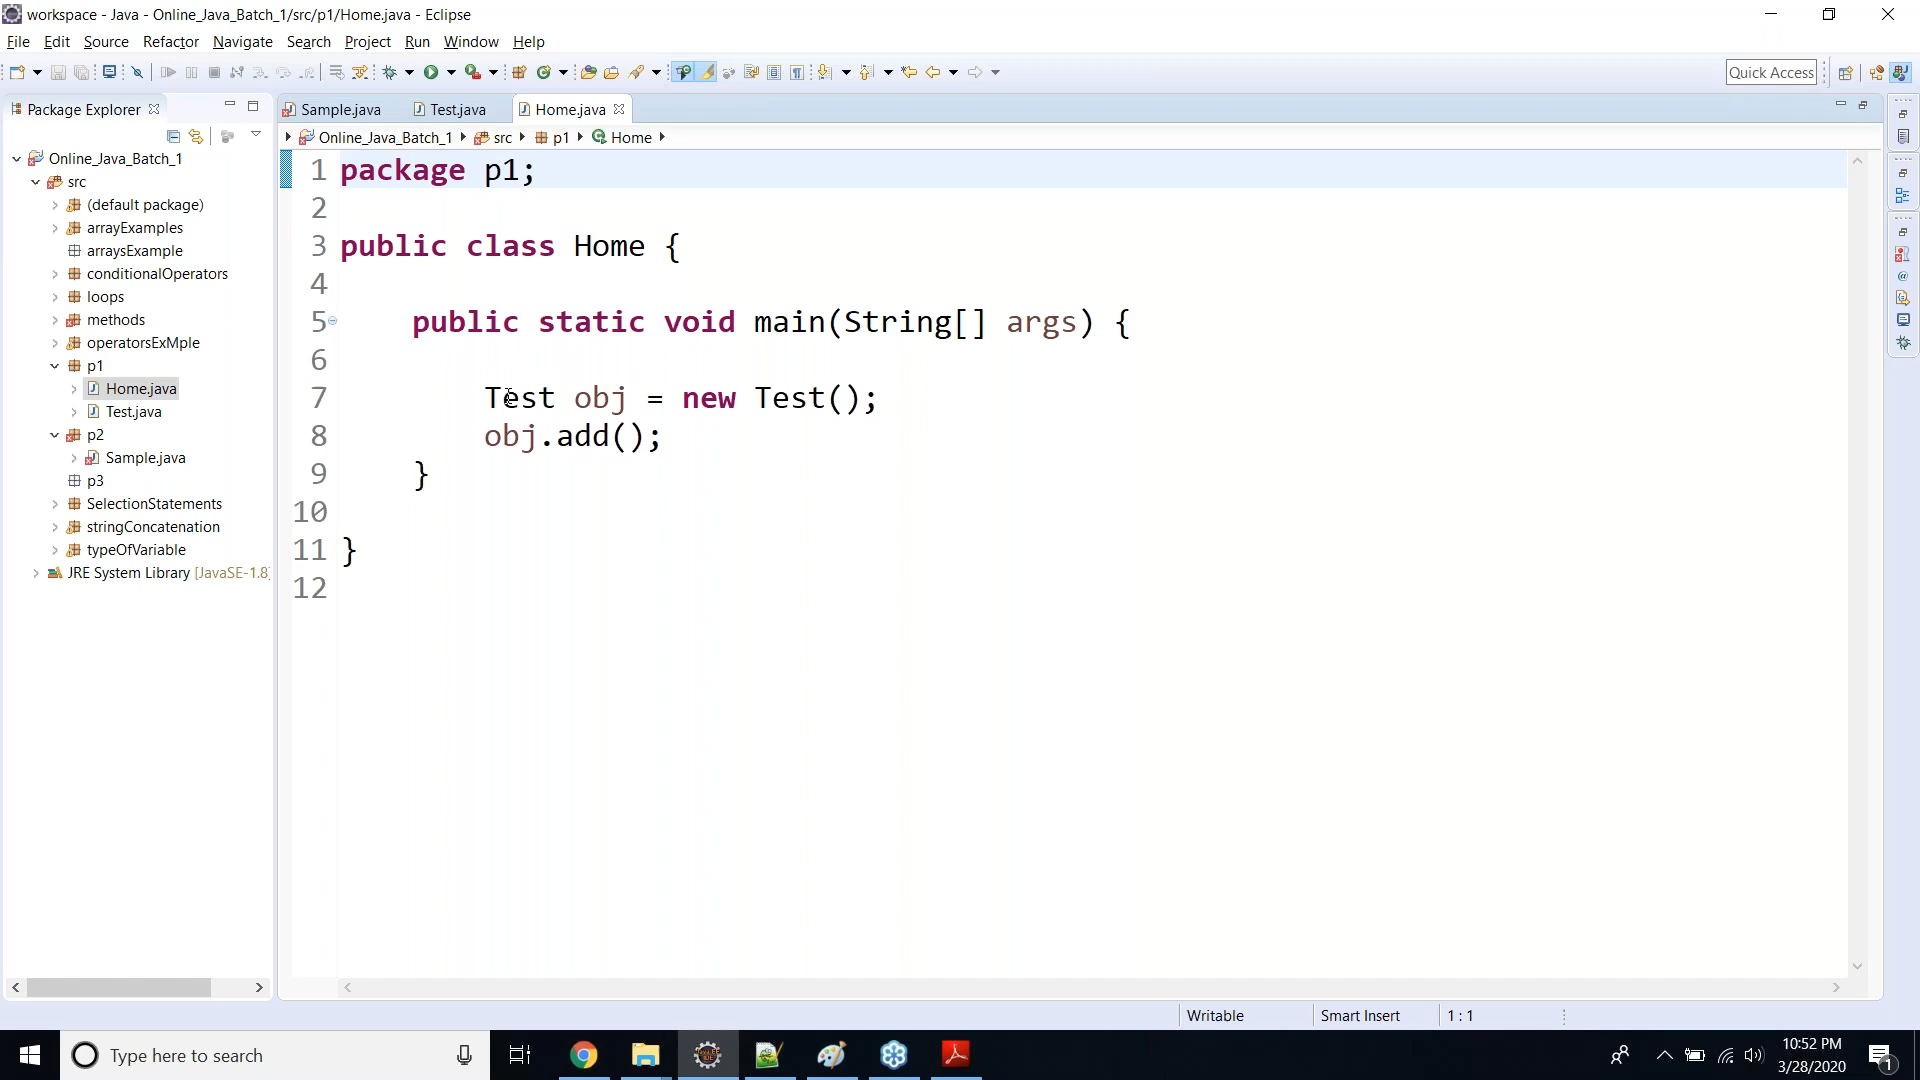 workspace - Java - Online_Java_Batch_1/src/p1/Home.java - Eclipse
File Edit Source Refactor Navigate Search Project Run Window Help
Quick Access
Package Explorer
Sample.java Test.java Home.java
Online_Java_Batch_1 src p1 Home
Online_Java_Batch_1
src
(default package)
arrayExamples
arraysExample
conditionalOperators
loops
methods
operatorsExMple
p1
Home.java
Test.java
p2
Sample.java
p3
SelectionStatements
stringConcatenation
typeOfVariable
JRE System Library [JavaSE-1.8]
1 package p1;
2
3 public class Home {
4
5 public static void main(String[] args) {
6
7 Test obj = new Test();
8 obj.add();
9 }
10
11 }
12
Writable Smart Insert 1 : 1
Type here to search
10:52 PM
3/28/2020
1